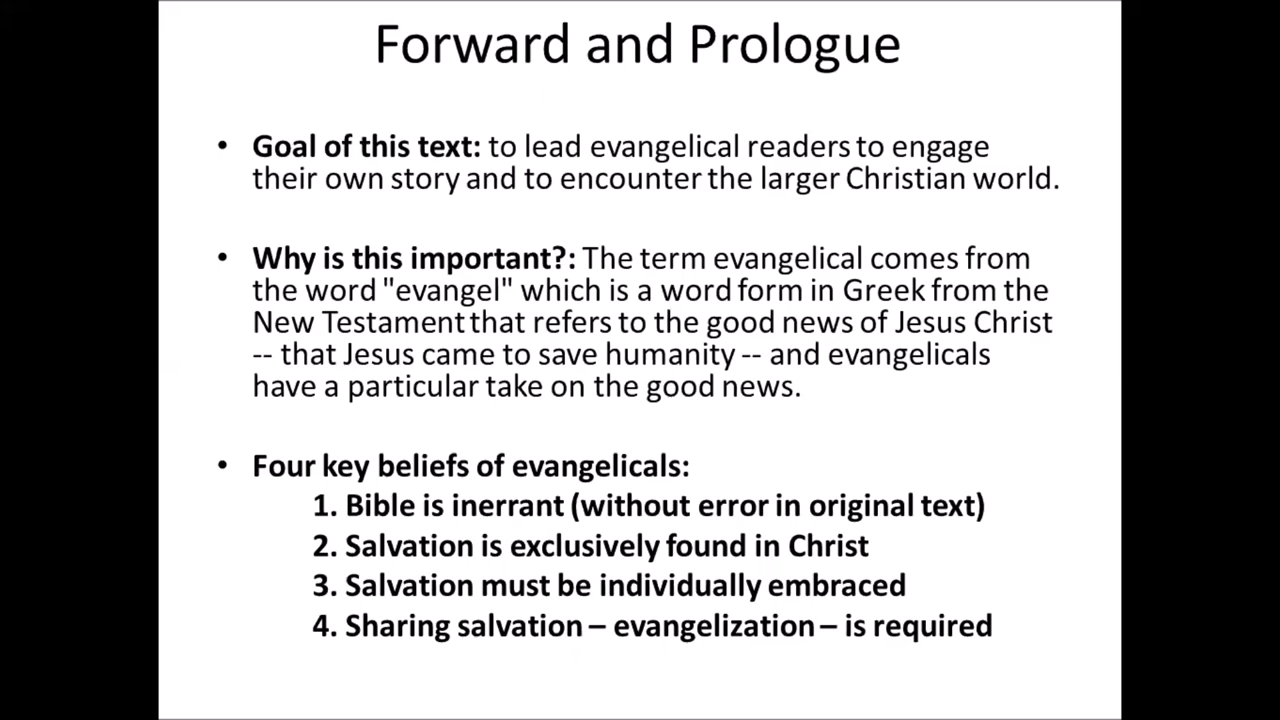 Forward and Prologue
• Goal of this text: to lead evangelical readers to engage
their own story and to encounter the larger Christian world.
• Why is this important?: The term evangelical comes from
the word "evangel" which is a word form in Greek from the
New Testament that refers to the good news of Jesus Christ
-- that Jesus came to save humanity -- and evangelicals
have a particular take on the good news.
• Four key beliefs of evangelicals:
1. Bible is inerrant (without error in original text)
2. Salvation is exclusively found in Christ
3. Salvation must be individually embraced
4. Sharing salvation – evangelization – is required